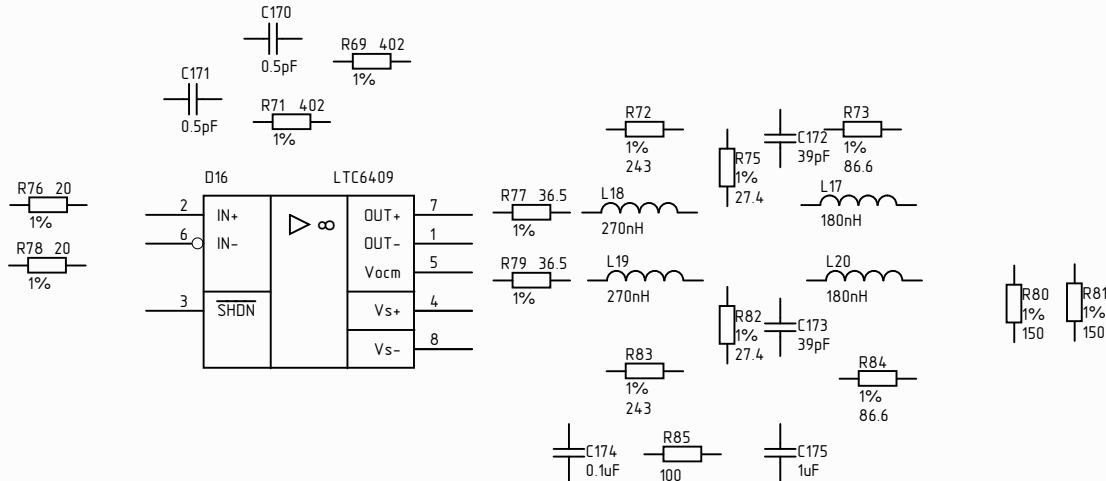 C170
0.5pF
R69 402
1%
C171
0.5pF
R71 402
1%
R72
1%
243
R75
1%
27.4
C172
39pF
R73
1%
86.6
D16 LTC6409
R76 20
1%
R78 20
1%
2 IN+
6 IN-
3 SHDN
▷ ∞
OUT+ 7
OUT- 1
Vocm 5
Vs+ 4
Vs- 8
R77 36.5
1%
L18
270nH
L17
180nH
R79 36.5
1%
L19
270nH
L20
180nH
R82
1%
27.4
C173
39pF
R80
1%
150
R81
1%
150
R83
1%
243
R84
1%
86.6
C174
0.1uF
R85
100
C175
1uF